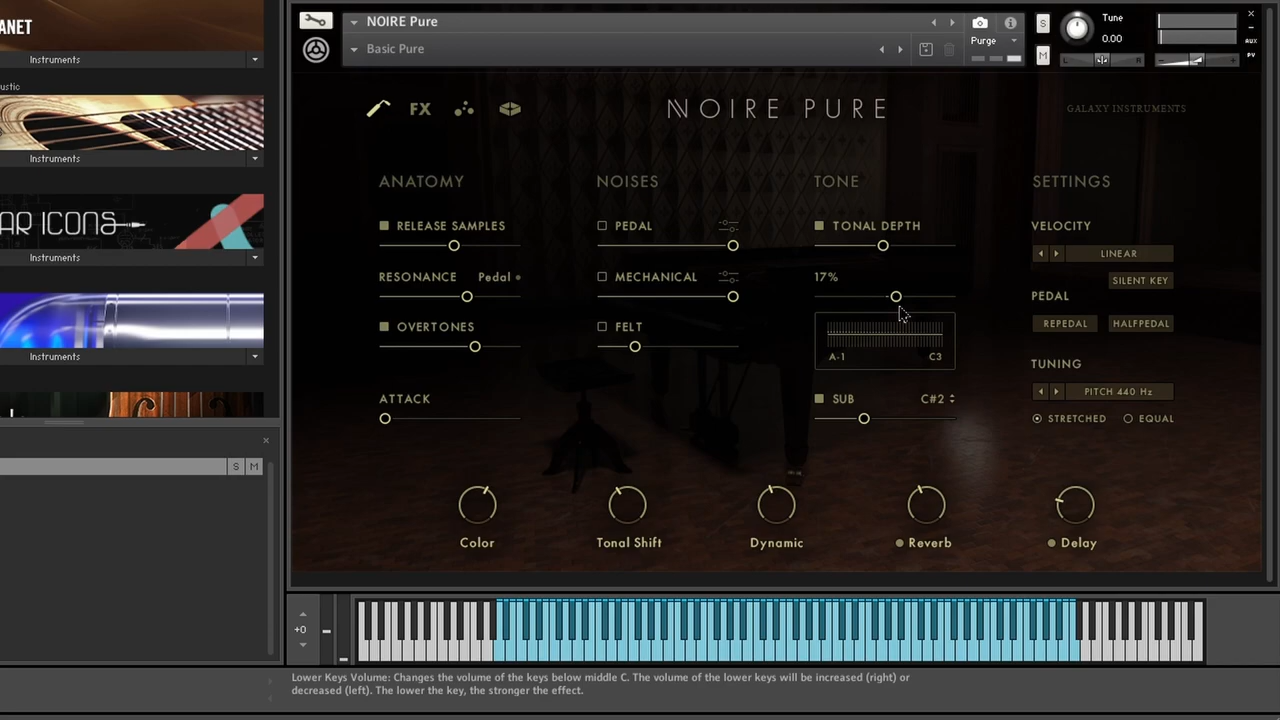 ANET
Instruments
ustic
Instruments
AR ICONS
Instruments
Instruments
S M
NOIRE Pure
Basic Pure
Purge
S
M
Tune
0.00
L R
AUX
PV
FX
NOIRE PURE
GALAXY INSTRUMENTS
ANATOMY
RELEASE SAMPLES
RESONANCE Pedal
OVERTONES
ATTACK
NOISES
PEDAL
MECHANICAL
FELT
TONE
TONAL DEPTH
17%
A-1 C3
SUB C#2
SETTINGS
VELOCITY
LINEAR
SILENT KEY
PEDAL
REPEDAL HALFPEDAL
TUNING
PITCH 440 Hz
STRETCHED EQUAL
Color Tonal Shift Dynamic Reverb Delay
+0
Lower Keys Volume: Changes the volume of the keys below middle C. The volume of the lower keys will be increased (right) or
decreased (left). The lower the key, the stronger the effect.